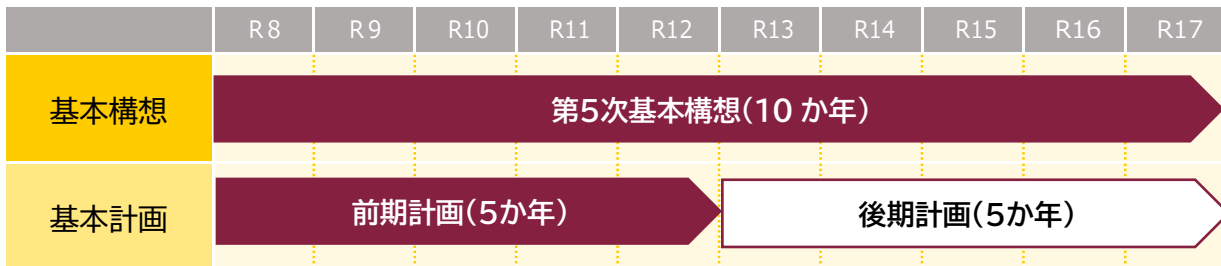 R8 R9 R10 R11 R12 R13 R14 R15 R16 R17
基本構想 第5次基本構想(10 か年)
基本計画 前期計画(5か年) 後期計画(5か年)